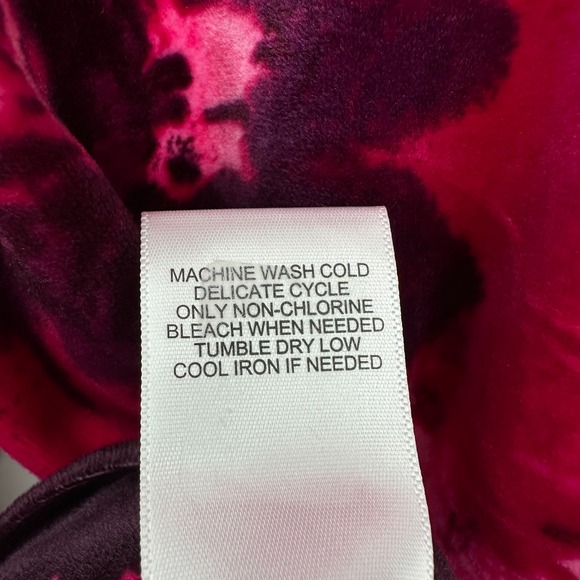 MACHINE WASH COLD
DELICATE CYCLE
ONLY NON-CHLORINE
BLEACH WHEN NEEDED
TUMBLE DRY LOW
COOL IRON IF NEEDED